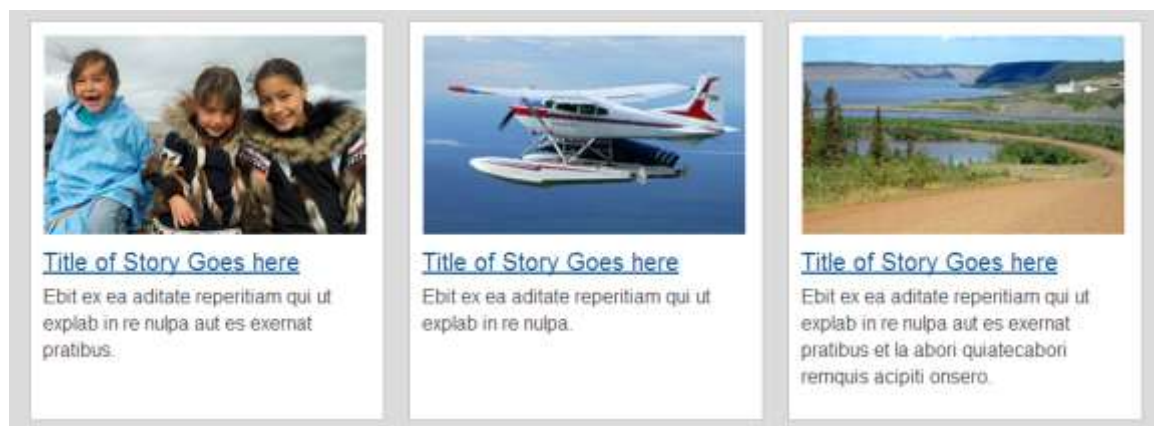 Title of Story Goes here
Ebit ex ea aditate reperitiam qui ut
explab in re nulpa aut es exernat
pratibus.
Title of Story Goes here
Ebit ex ea aditate reperitiam qui ut
explab in re nulpa.
Title of Story Goes here
Ebit ex ea aditate reperitiam qui ut
explab in re nulpa aut es exernat
pratibus et la abori quiatecabori
remquis acipiti onsero.